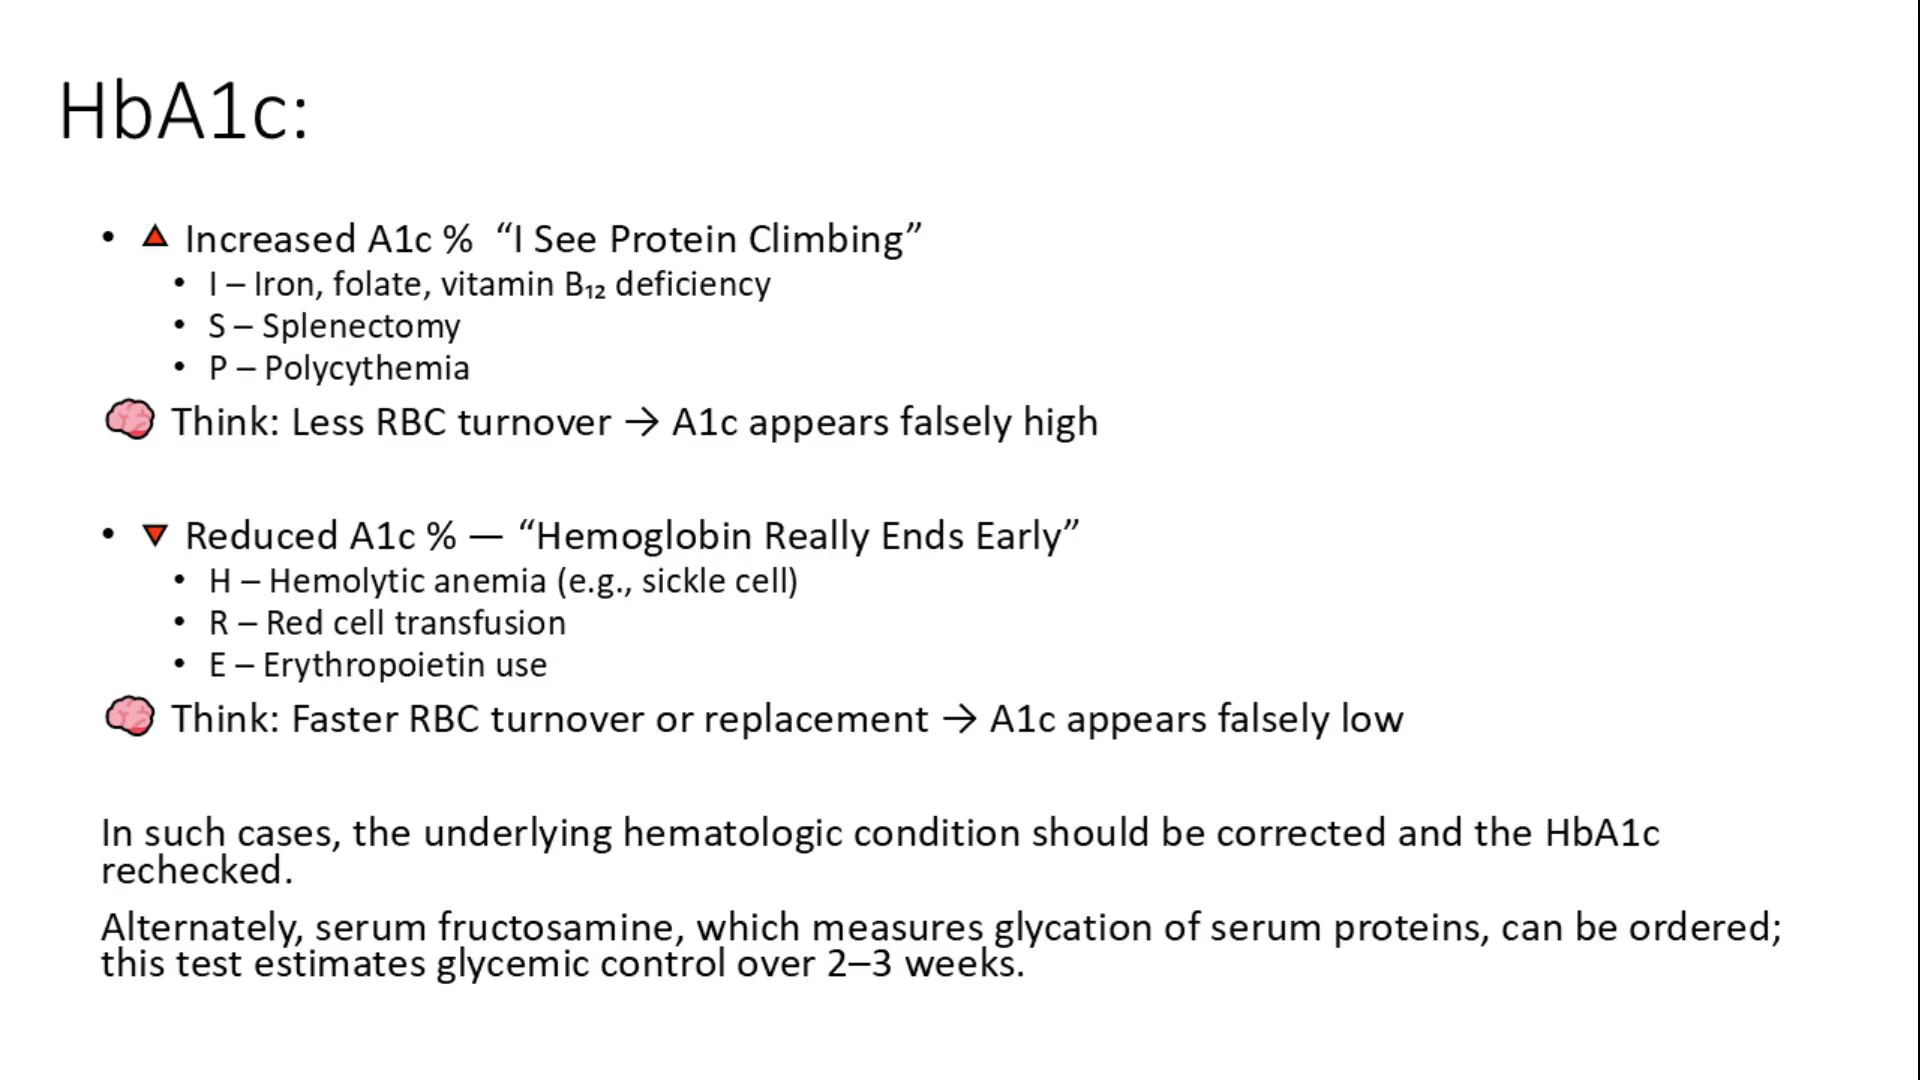 HbA1c:
• 🔺 Increased A1c % “I See Protein Climbing”
• I – Iron, folate, vitamin B₁₂ deficiency
• S – Splenectomy
• P – Polycythemia
🧠 Think: Less RBC turnover → A1c appears falsely high
• 🔻 Reduced A1c % — “Hemoglobin Really Ends Early”
• H – Hemolytic anemia (e.g., sickle cell)
• R – Red cell transfusion
• E – Erythropoietin use
🧠 Think: Faster RBC turnover or replacement → A1c appears falsely low
In such cases, the underlying hematologic condition should be corrected and the HbA1c
rechecked.
Alternately, serum fructosamine, which measures glycation of serum proteins, can be ordered;
this test estimates glycemic control over 2–3 weeks.